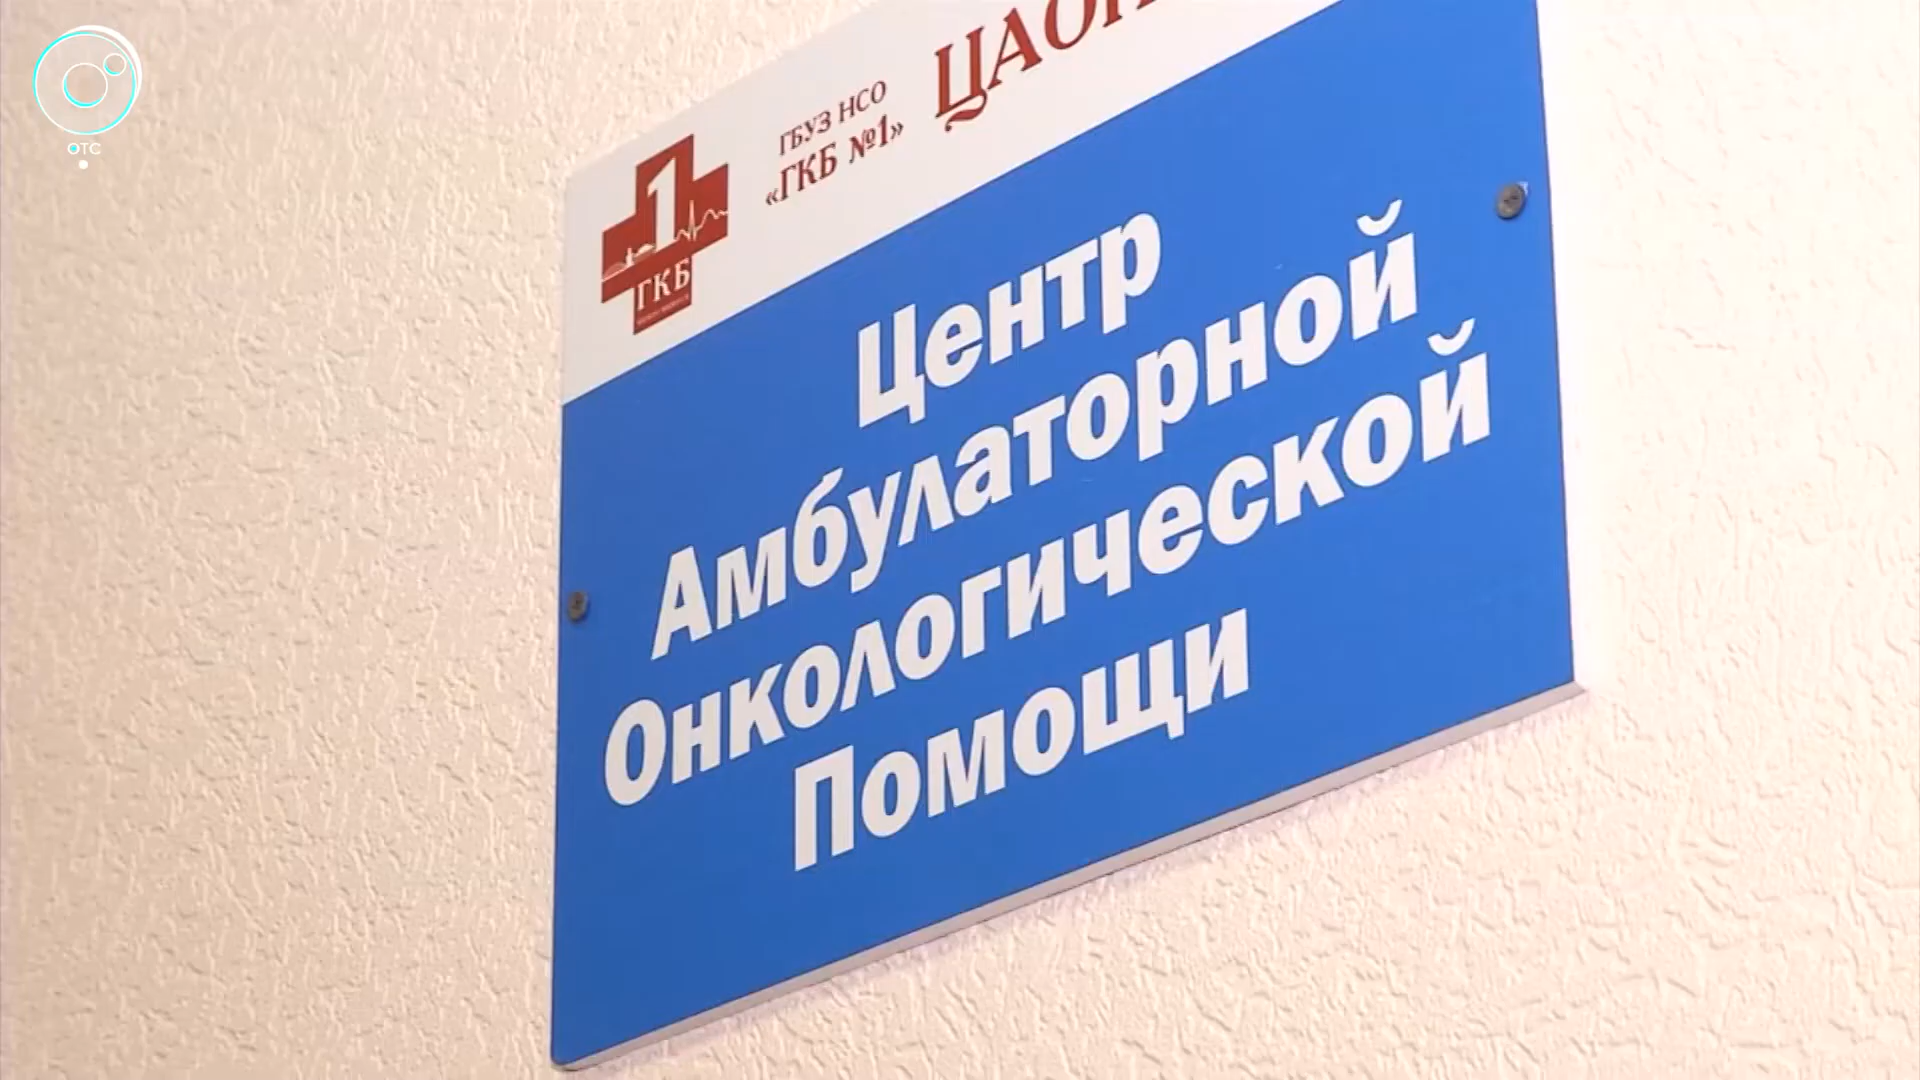 ОТС
ГБУЗ НСО
«ГКБ №1»
ЦАОП
1
ГКБ
Центр
Амбулаторной
Онкологической
Помощи